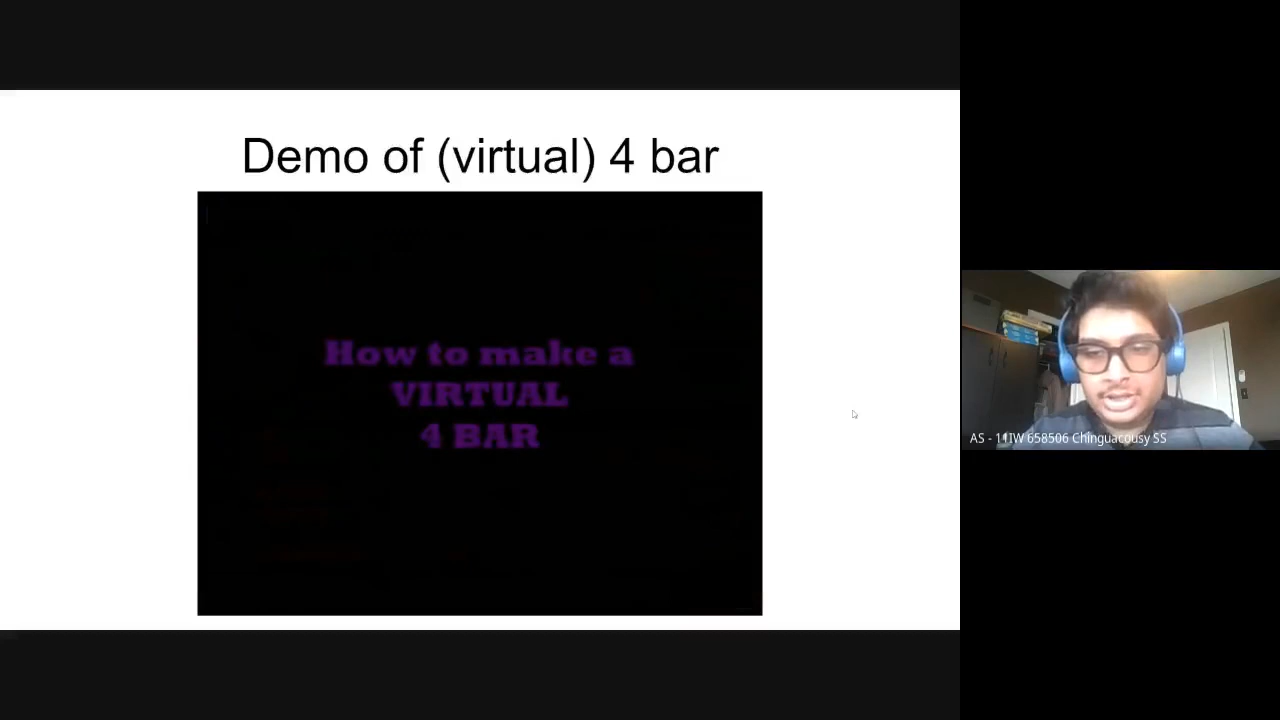 Demo of (virtual) 4 bar
How to make a
VIRTUAL
4 BAR
AS - 11IW 658506 Chinguacousy SS